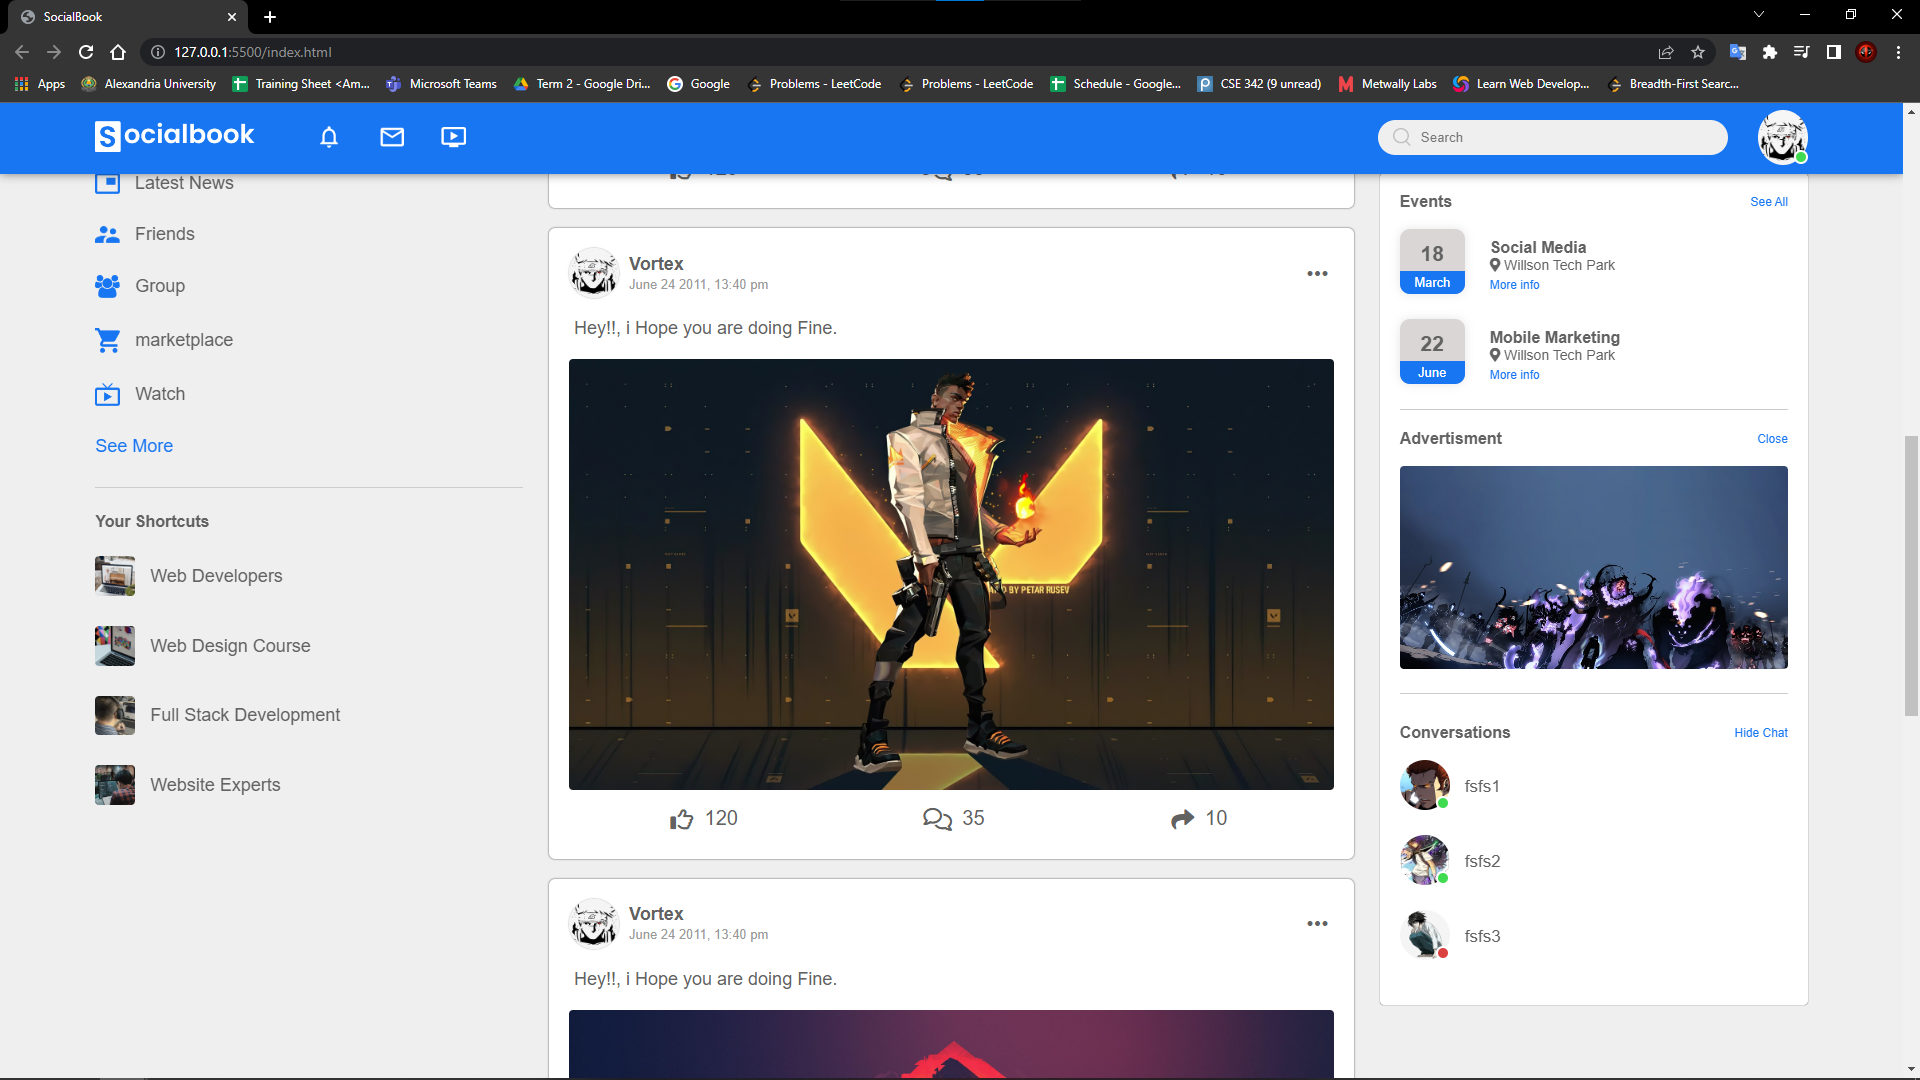 SocialBook
127.0.0.1:5500/index.html
Apps
Alexandria University
Training Sheet <Am...
Microsoft Teams
Term 2 - Google Dri...
Google
Problems - LeetCode
Problems - LeetCode
Schedule - Google...
CSE 342 (9 unread)
Metwally Labs
Learn Web Develop...
Breadth-First Searc...
Socialbook
Search
Latest News
Friends
Group
marketplace
Watch
See More
Your Shortcuts
Web Developers
Web Design Course
Full Stack Development
Website Experts
Vortex
June 24 2011, 13:40 pm
Hey!!, i Hope you are doing Fine.
BY PETAR RUSEV
120
35
10
Vortex
June 24 2011, 13:40 pm
Hey!!, i Hope you are doing Fine.
Events
See All
18
March
Social Media
Willson Tech Park
More info
22
June
Mobile Marketing
Willson Tech Park
More info
Advertisment
Close
Conversations
Hide Chat
fsfs1
fsfs2
fsfs3